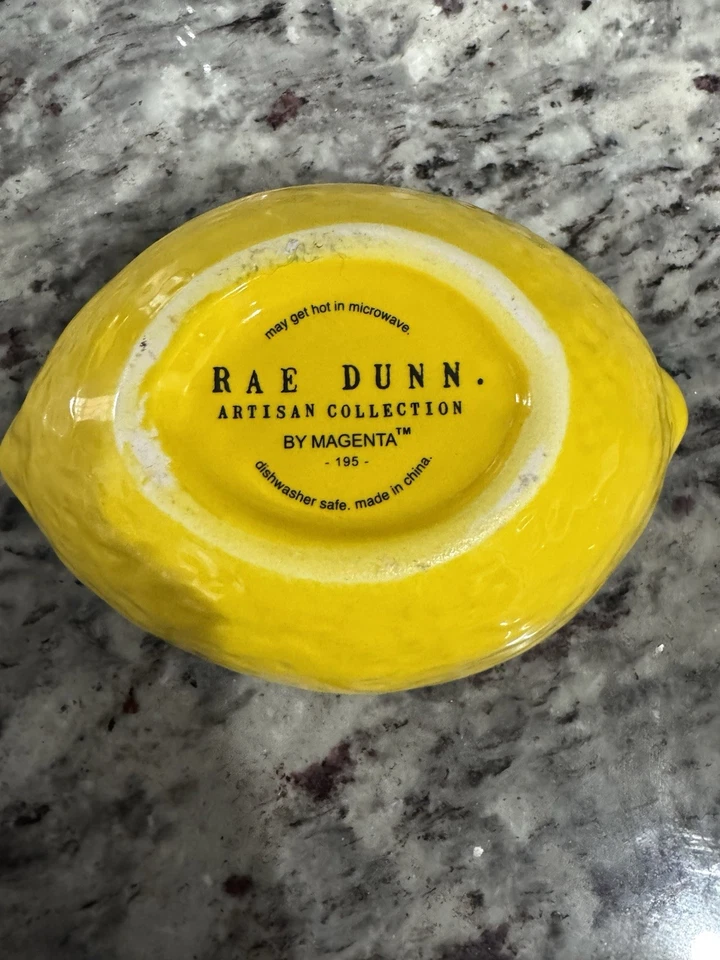 may get hot in microwave.
RAE DUNN.
ARTISAN COLLECTION
BY MAGENTA™
- 195 -
dishwasher safe. made in china.